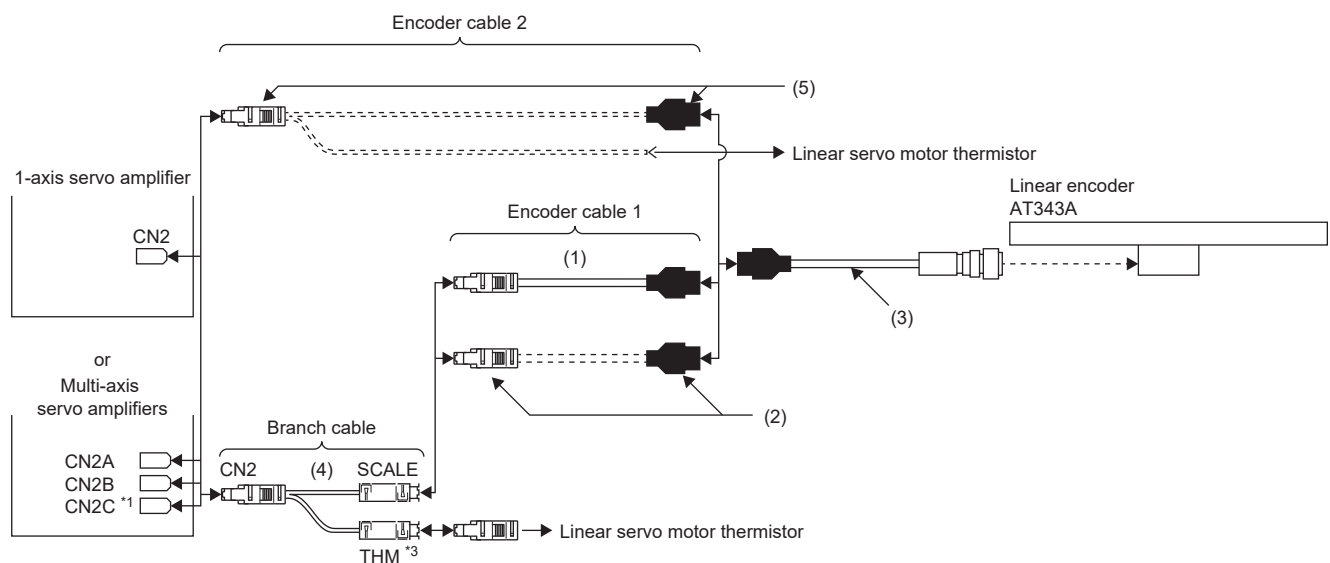 Encoder cable 2
(5)
Linear servo motor thermistor
1-axis servo amplifier
CN2
Linear encoder
AT343A
Encoder cable 1
(1)
(3)
(2)
or
Multi-axis
servo amplifiers
CN2A
CN2B
CN2C *1
Branch cable
CN2
(4)
SCALE
THM *3
Linear servo motor thermistor